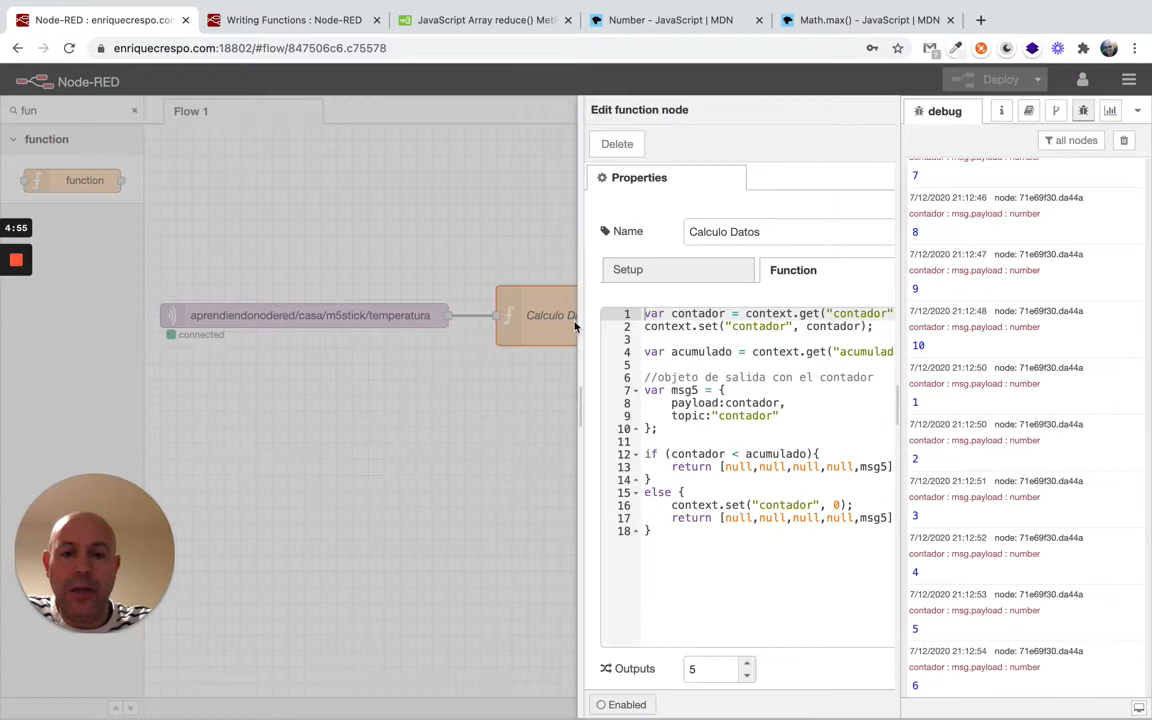 Node-RED : enriquecrespo.com
Writing Functions : Node-RED
JavaScript Array reduce() Met
Number - JavaScript | MDN
Math.max() - JavaScript | MDN
enriquecrespo.com:18802/#flow/847506c6.c75578
Node-RED
Deploy
fun
Flow 1
function
function
4:55
aprendiendonodered/casa/m5stick/temperatura
connected
Calculo Da
Edit function node
Delete
Properties
Name
Calculo Datos
Setup
Function
1 var contador = context.get("contador"
2 context.set("contador", contador);
3
4 var acumulado = context.get("acumulad
5
6 //objeto de salida con el contador
7 var msg5 = {
8 payload:contador,
9 topic:"contador"
10 };
11
12 if (contador < acumulado){
13 return [null,null,null,null,msg5]
14 }
15 else {
16 context.set("contador", 0);
17 return [null,null,null,null,msg5]
18 }
Outputs
5
Enabled
debug
all nodes
contador : msg.payload : number
7
7/12/2020 21:12:46 node: 71e69f30.da44a
contador : msg.payload : number
8
7/12/2020 21:12:47 node: 71e69f30.da44a
contador : msg.payload : number
9
7/12/2020 21:12:48 node: 71e69f30.da44a
contador : msg.payload : number
10
7/12/2020 21:12:50 node: 71e69f30.da44a
contador : msg.payload : number
1
7/12/2020 21:12:50 node: 71e69f30.da44a
contador : msg.payload : number
2
7/12/2020 21:12:51 node: 71e69f30.da44a
contador : msg.payload : number
3
7/12/2020 21:12:52 node: 71e69f30.da44a
contador : msg.payload : number
4
7/12/2020 21:12:53 node: 71e69f30.da44a
contador : msg.payload : number
5
7/12/2020 21:12:54 node: 71e69f30.da44a
contador : msg.payload : number
6